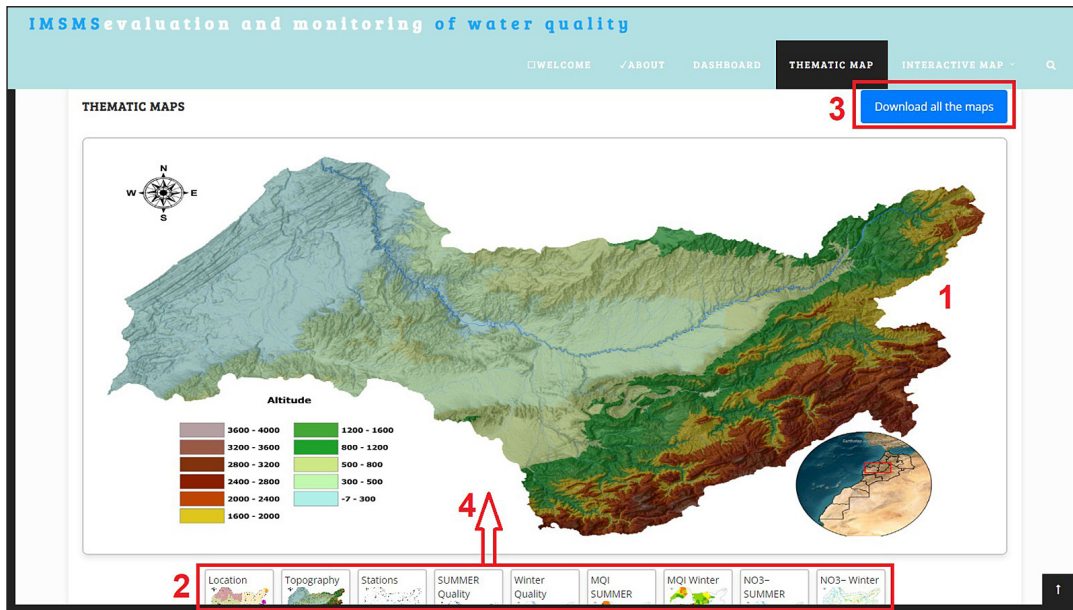 IMSMSevaluation and monitoring of water quality
WELCOME ✓ABOUT DASHBOARD THEMATIC MAP INTERACTIVE MAP
THEMATIC MAPS
3
Download all the maps
N
W E
S
1
Altitude
3600 - 4000
3200 - 3600
2800 - 3200
2400 - 2800
2000 - 2400
1600 - 2000
1200 - 1600
800 - 1200
500 - 800
300 - 500
-7 - 300
4
2
Location
Topography
Stations
SUMMER
Quality
Winter
Quality
MQI
SUMMER
MQI Winter
NO3−
SUMMER
NO3− Winter